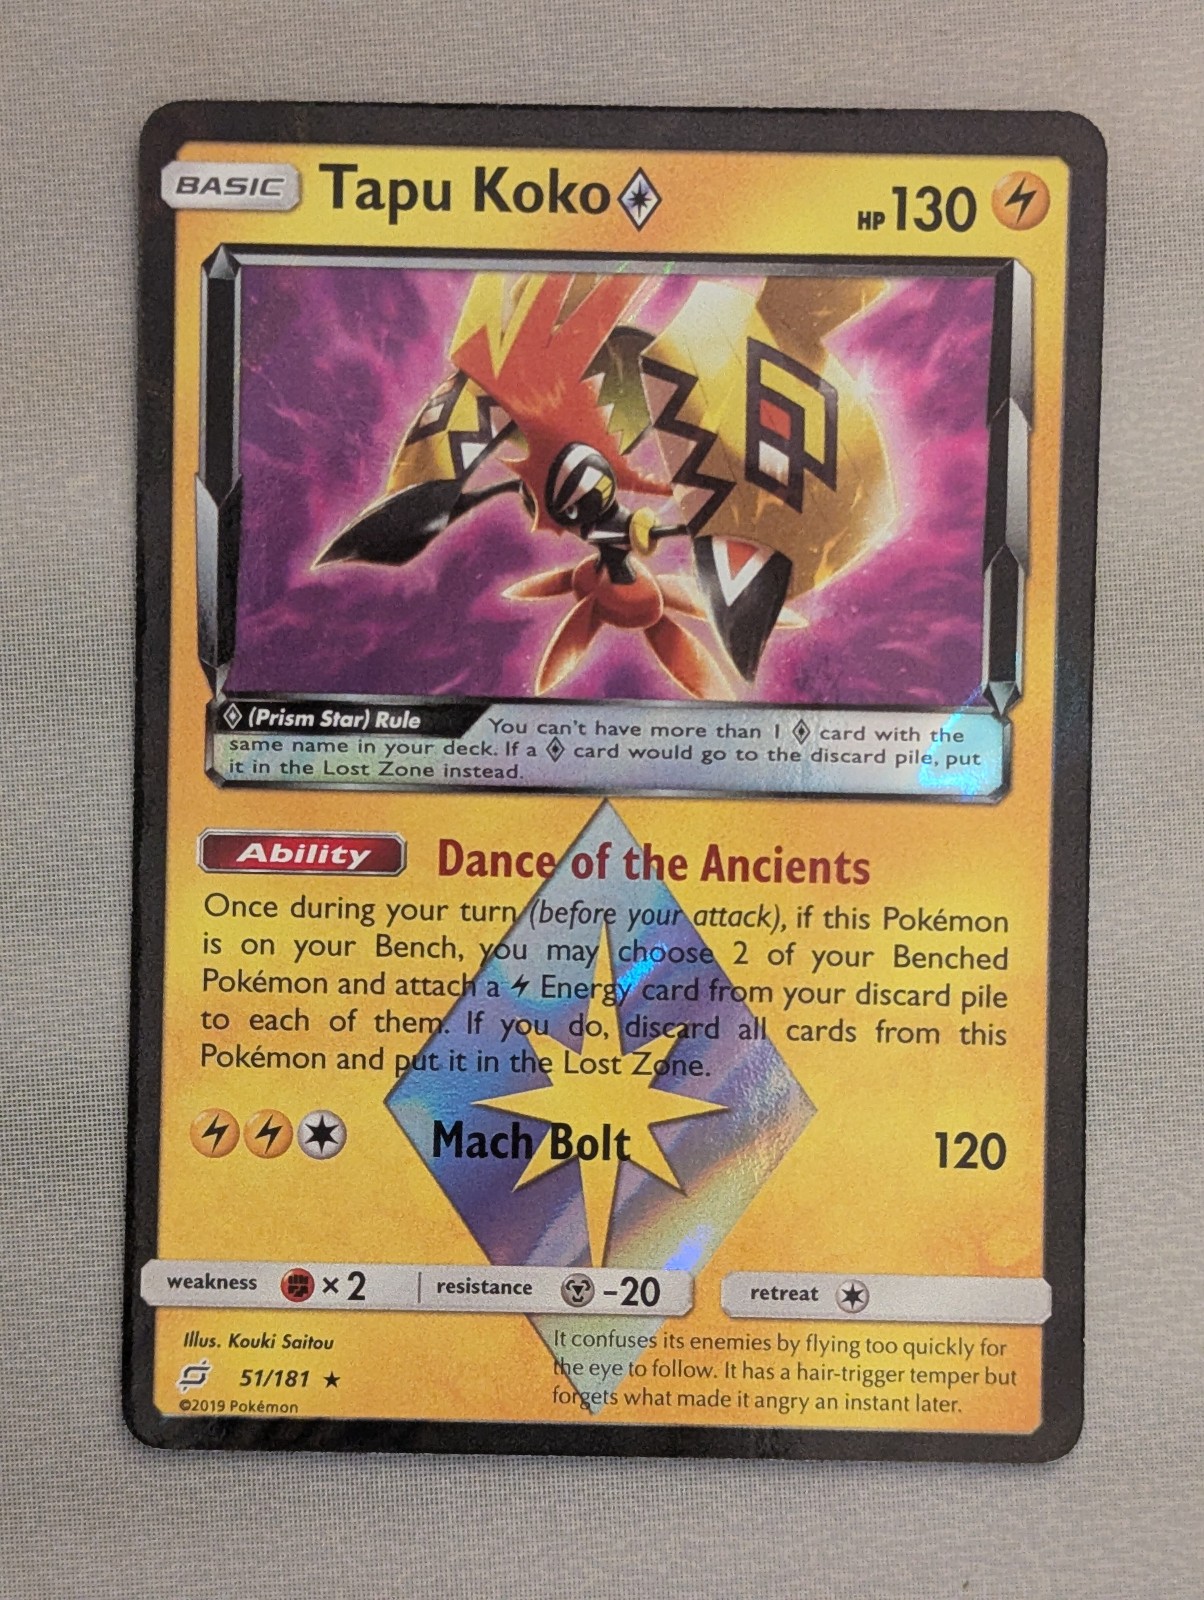 BASIC Tapu Koko HP 130
(Prism Star) Rule You can't have more than 1 card with the
same name in your deck. If a card would go to the discard pile, put
it in the Lost Zone instead.
Ability Dance of the Ancients
Once during your turn (before your attack), if this Pokémon
is on your Bench, you may choose 2 of your Benched
Pokémon and attach a Energy card from your discard pile
to each of them. If you do, discard all cards from this
Pokémon and put it in the Lost Zone.
Mach Bolt 120
weakness × 2 resistance -20 retreat
Illus. Kouki Saitou
51/181 ★
©2019 Pokémon
It confuses its enemies by flying too quickly for
the eye to follow. It has a hair-trigger temper but
forgets what made it angry an instant later.